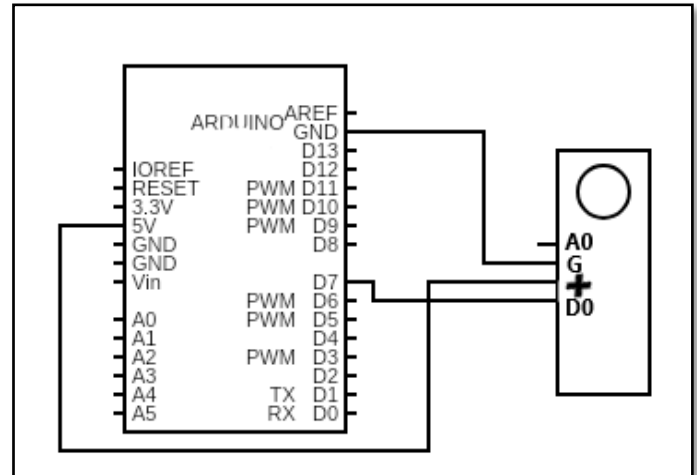 ARDUINO
AREF
GND
D13
IOREF
D12
RESET
PWM D11
3.3V
PWM D10
5V
PWM D9
GND
D8
GND
Vin
D7
PWM D6
A0
PWM D5
A1
D4
A2
PWM D3
A3
D2
A4
TX D1
A5
RX D0
A0
G
+
D0